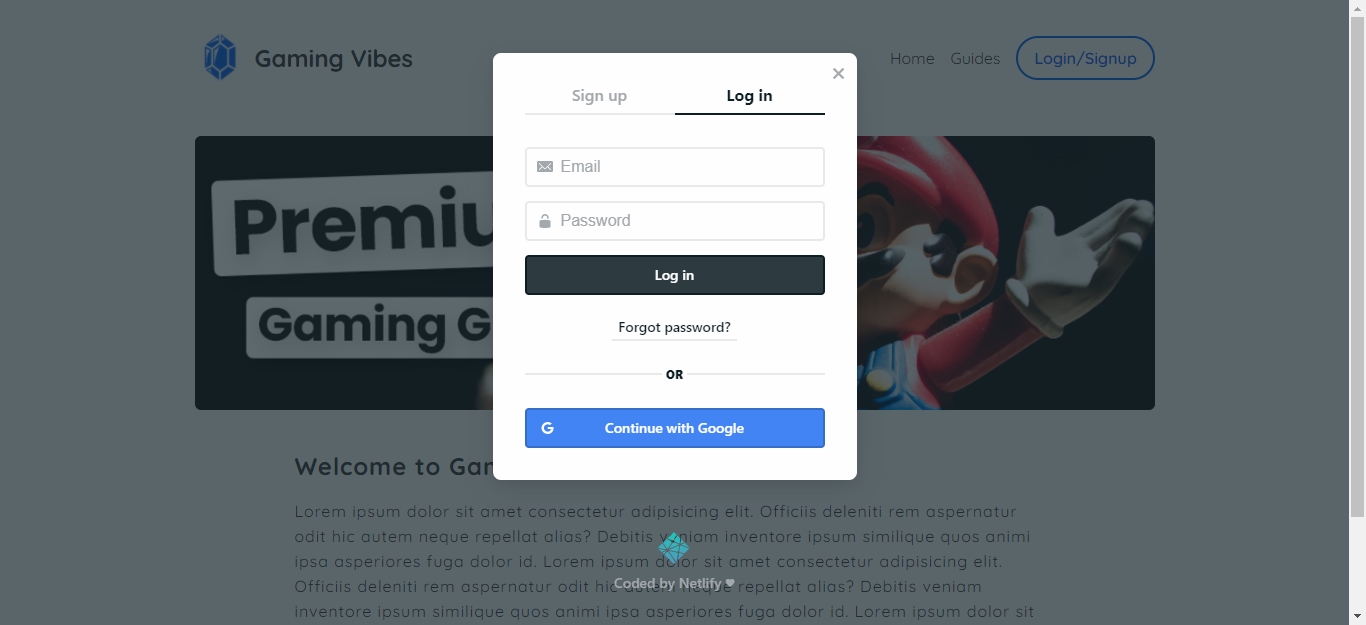 Gaming Vibes
Home Guides Login/Signup
Sign up Log in
Email
Password
Log in
Forgot password?
OR
Continue with Google
Gaming G
Welcome to
Lorem ipsum dolor sit amet consectetur adipisicing elit. Officiis deleniti rem aspernatur
odit hic autem neque repellat alias? Debitis veniam inventore ipsum similique quos animi
ipsa asperiores fuga dolor id. Lorem ipsum dolor sit amet consectetur adipisicing elit.
Officiis deleniti rem aspernatur odit hic autem neque repellat alias? Debitis veniam
Coded by Netlify
inventore ipsum similique quos animi ipsa asperiores fuga dolor id. Lorem ipsum dolor sit